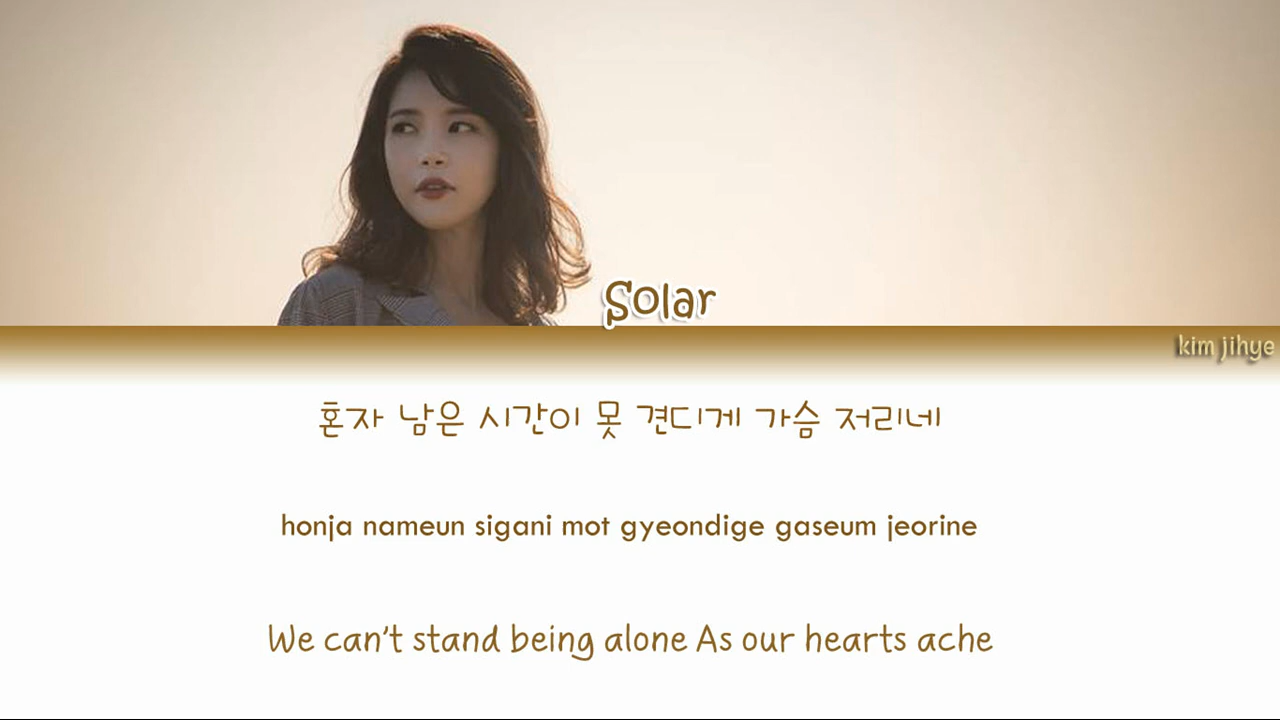 Solar
kim jihye
혼자 남은 시간이 못 견디게 가슴 저리네
honja nameun sigani mot gyeondige gaseum jeorine
We can't stand being alone As our hearts ache